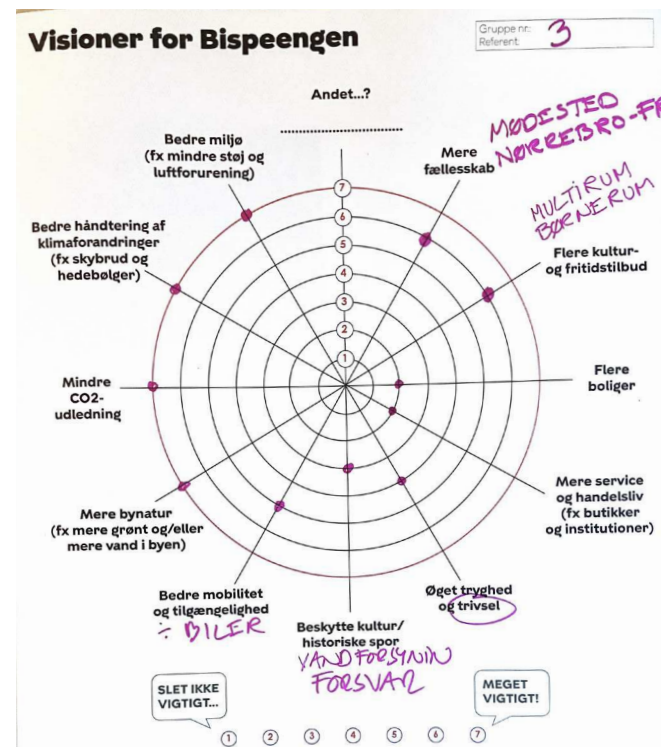 Visioner for Bispeengen
Gruppe nr.: 3
Referent:
Andet...?
Mere
fællesskab
MØDESTED
NØRREBRO-FR
MULTIRUM
BØRNERUM
Flere kultur-
og fritidstilbud
Flere
boliger
Mere service
og handelsliv
(fx butikker
og institutioner)
Øget tryghed
og trivsel
Beskytte kultur/
historiske spor
VANDFORSYNIN
FORSVAR
Bedre mobilitet
og tilgængelighed
÷ BILER
Mere bynatur
(fx mere grønt og/eller
mere vand i byen)
Mindre
CO2-
udledning
Bedre håndtering af
klimaforandringer
(fx skybrud og
hedebølger)
Bedre miljø
(fx mindre støj og
luftforurening)
7
6
5
4
3
2
1
SLET IKKE
VIGTIGT...
1 2 3 4 5 6 7
MEGET
VIGTIGT!